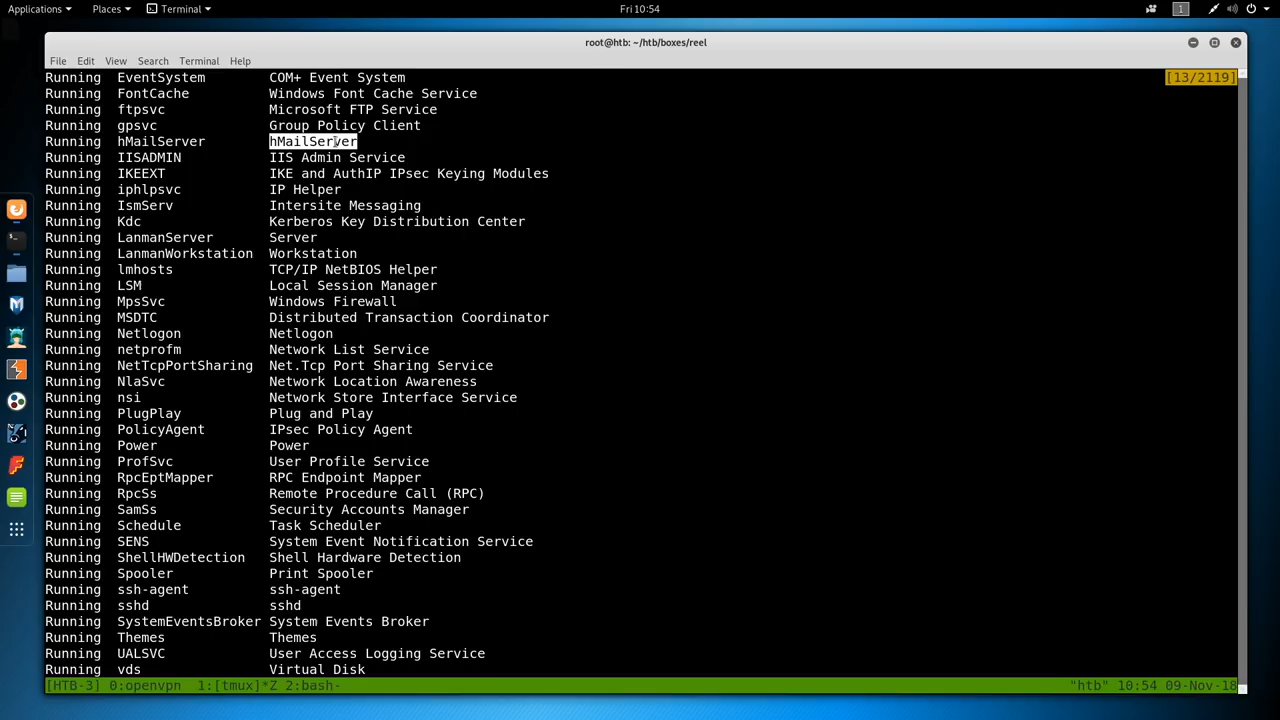 Applications Places Terminal Fri 10:54 1
root@htb: ~/htb/boxes/reel
File Edit View Search Terminal Help
Running EventSystem COM+ Event System [13/2119]
Running FontCache Windows Font Cache Service
Running ftpsvc Microsoft FTP Service
Running gpsvc Group Policy Client
Running hMailServer hMailServer
Running IISADMIN IIS Admin Service
Running IKEEXT IKE and AuthIP IPsec Keying Modules
Running iphlpsvc IP Helper
Running IsmServ Intersite Messaging
Running Kdc Kerberos Key Distribution Center
Running LanmanServer Server
Running LanmanWorkstation Workstation
Running lmhosts TCP/IP NetBIOS Helper
Running LSM Local Session Manager
Running MpsSvc Windows Firewall
Running MSDTC Distributed Transaction Coordinator
Running Netlogon Netlogon
Running netprofm Network List Service
Running NetTcpPortSharing Net.Tcp Port Sharing Service
Running NlaSvc Network Location Awareness
Running nsi Network Store Interface Service
Running PlugPlay Plug and Play
Running PolicyAgent IPsec Policy Agent
Running Power Power
Running ProfSvc User Profile Service
Running RpcEptMapper RPC Endpoint Mapper
Running RpcSs Remote Procedure Call (RPC)
Running SamSs Security Accounts Manager
Running Schedule Task Scheduler
Running SENS System Event Notification Service
Running ShellHWDetection Shell Hardware Detection
Running Spooler Print Spooler
Running ssh-agent ssh-agent
Running sshd sshd
Running SystemEventsBroker System Events Broker
Running Themes Themes
Running UALSVC User Access Logging Service
Running vds Virtual Disk
[HTB-3] 0:openvpn 1:[tmux]*Z 2:bash- "htb" 10:54 09-Nov-18